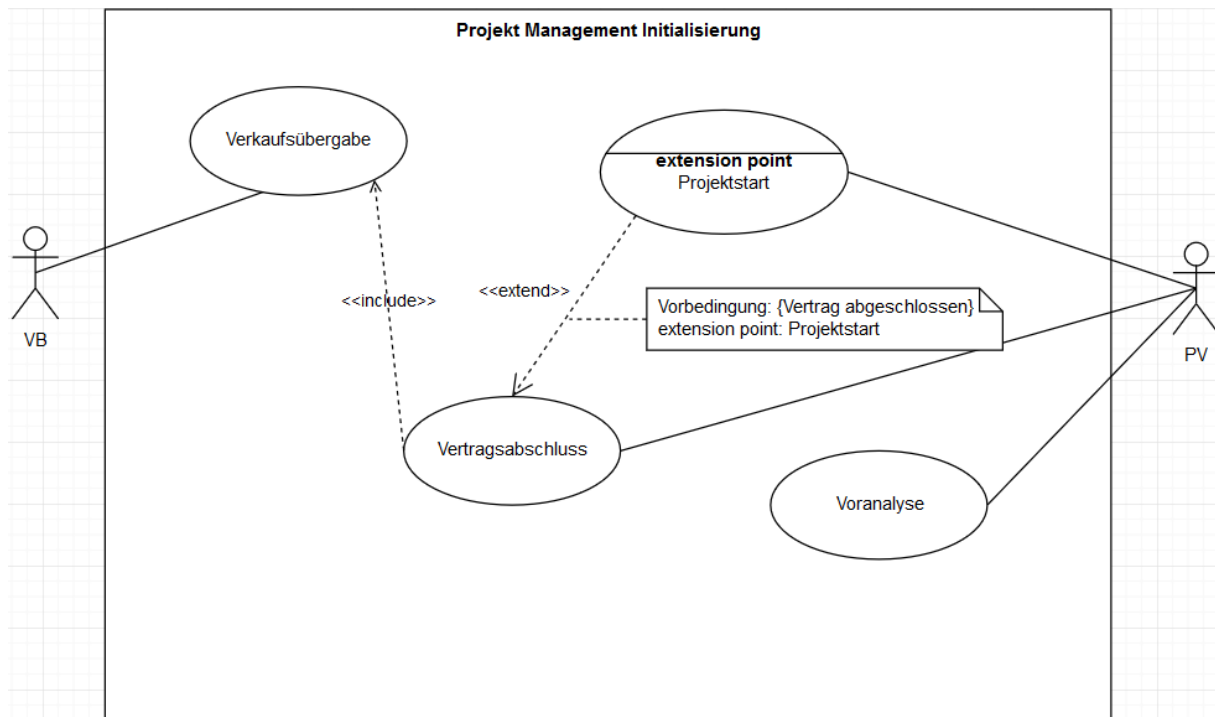 Projekt Management Initialisierung
Verkaufsübergabe
extension point
Projektstart
VB
<<include>>
<<extend>>
Vorbedingung: {Vertrag abgeschlossen}
extension point: Projektstart
PV
Vertragsabschluss
Voranalyse